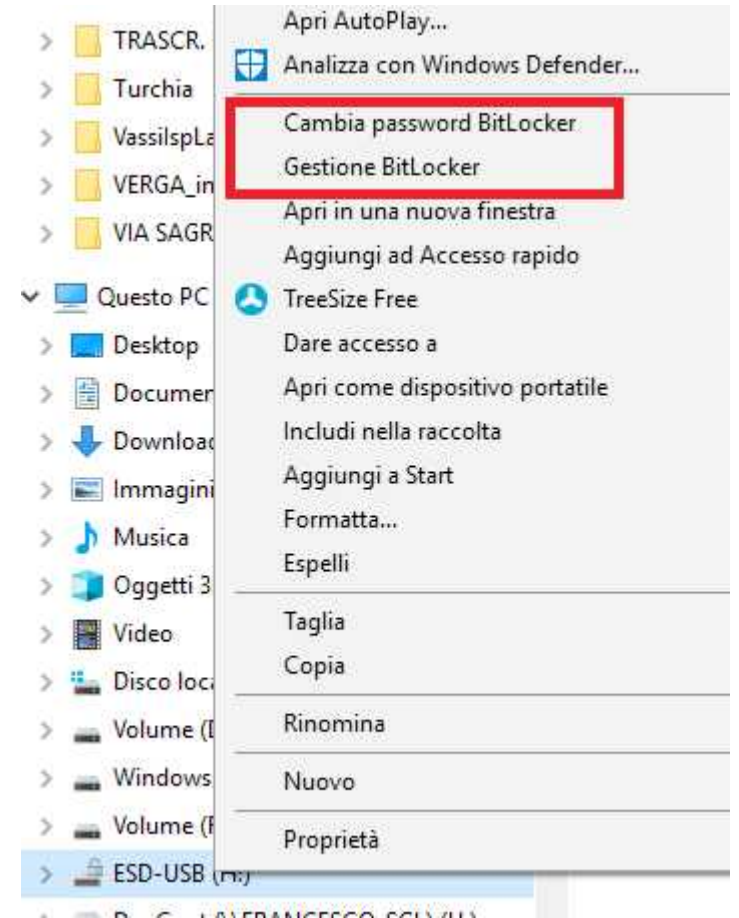 TRASCR.
Turchia
VassilspLa
VERGA_in
VIA SAGR
Questo PC
Desktop
Documen
Download
Immagini
Musica
Oggetti 3
Video
Disco loca
Volume (
Windows
Volume (
ESD-USB (H:)
Apri AutoPlay...
Analizza con Windows Defender...
Cambia password BitLocker
Gestione BitLocker
Apri in una nuova finestra
Aggiungi ad Accesso rapido
TreeSize Free
Dare accesso a
Apri come dispositivo portatile
Includi nella raccolta
Aggiungi a Start
Formatta...
Espelli
Taglia
Copia
Rinomina
Nuovo
Proprietà